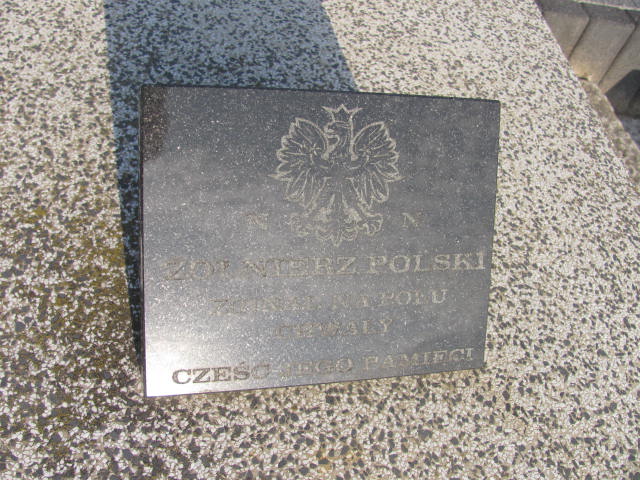 N N
ŻOŁNIERZ POLSKI
ZGINĄŁ NA POLU
CHWAŁY
CZEŚĆ JEGO PAMIĘCI